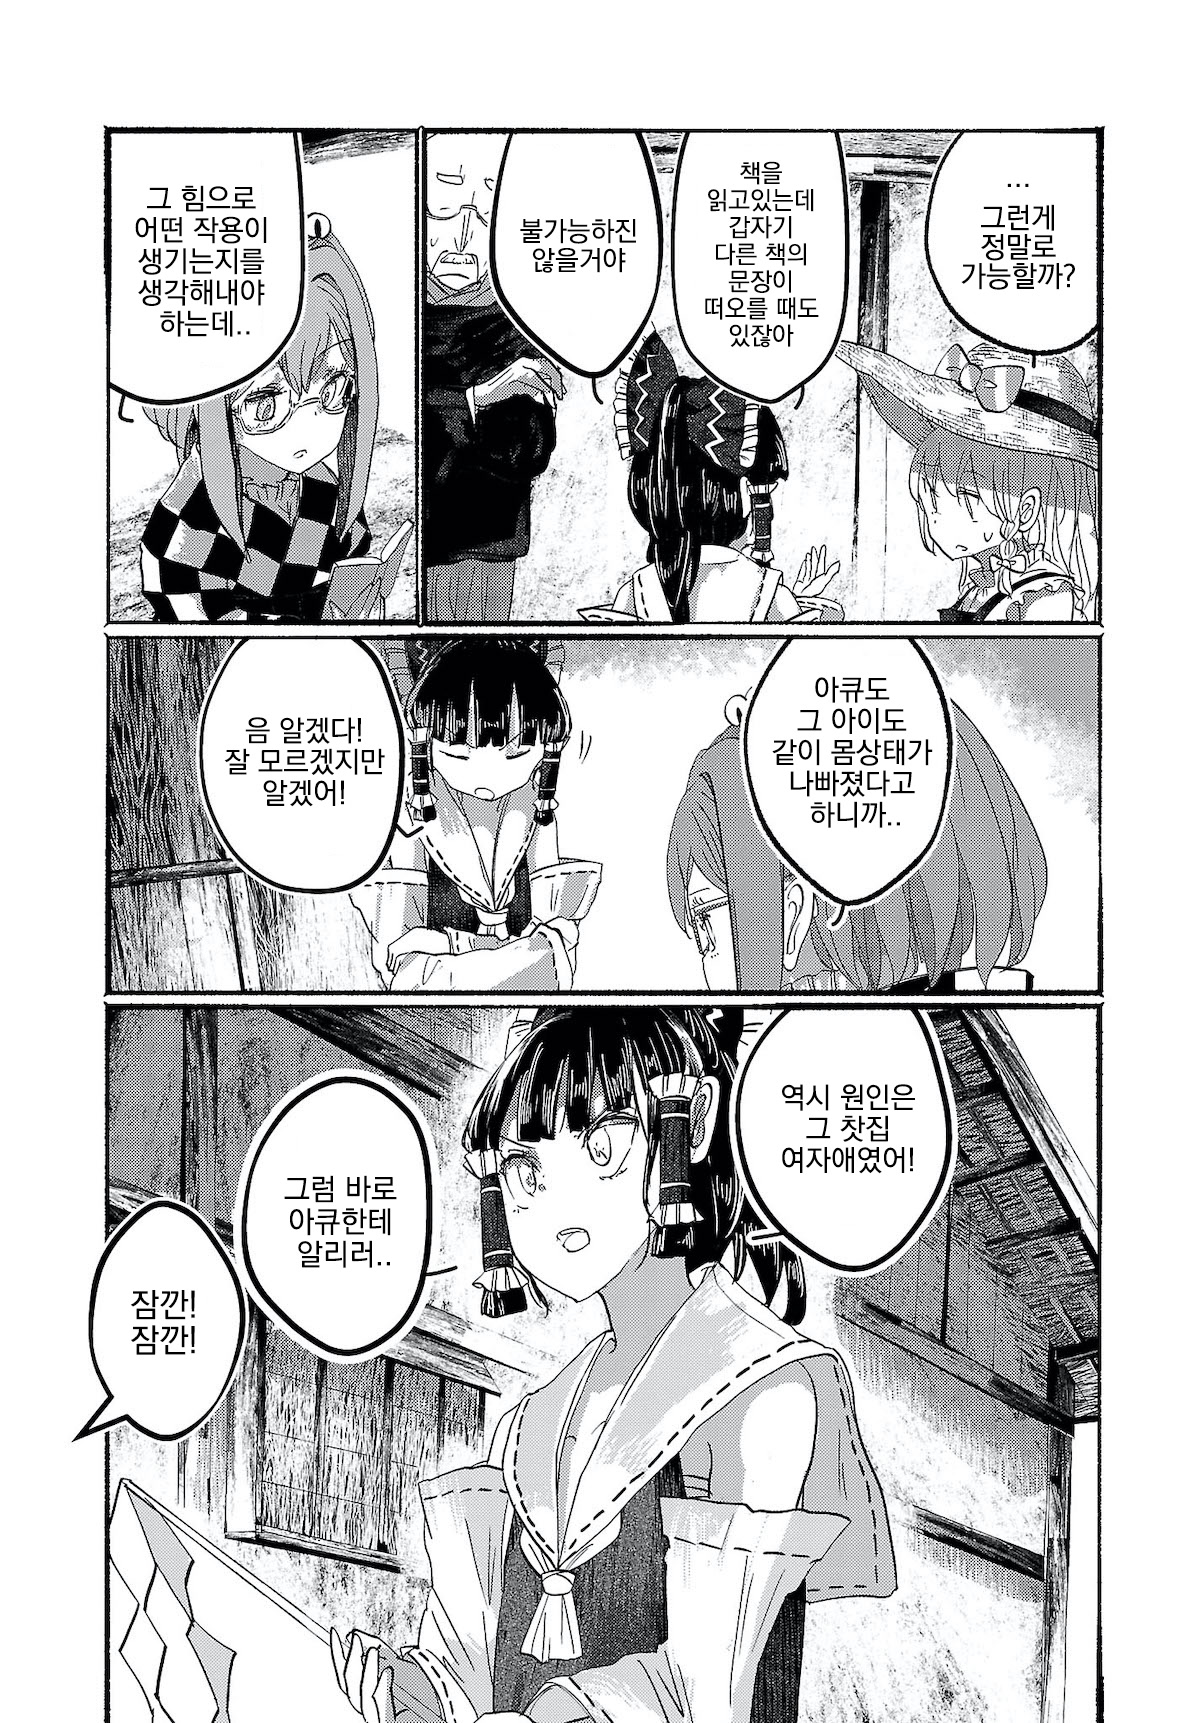 …
그런게
정말로
가능할까?
책을
읽고있는데
갑자기
다른 책의
문장이
떠오를 때도
있잖아
불가능하진
않을거야
그 힘으로
어떤 작용이
생기는지를
생각해내야
하는데..
아큐도
그 아이도
같이 몸상태가
나빠졌다고
하니까..
음 알겠다!
잘 모르겠지만
알겠어!
역시 원인은
그 찻집
여자애였어!
그럼 바로
아큐한테
알리러..
잠깐!
잠깐!